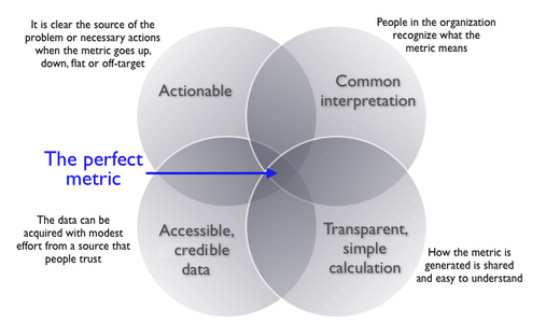 It is clear the source of the
problem or necessary actions
when the metric goes up,
down, flat or off-target
People in the organization
recognize what the
metric means
Actionable
Common
interpretation
The perfect
metric
The data can be
acquired with modest
effort from a source that
people trust
Accessible,
credible
data
Transparent,
simple
calculation
How the metric is
generated is shared
and easy to understand